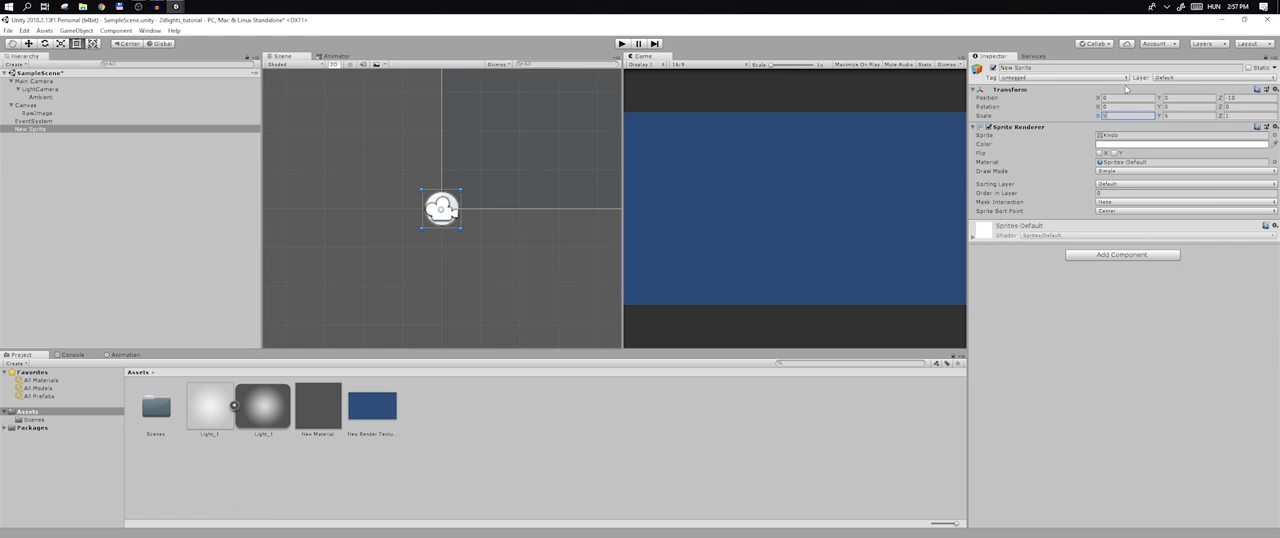 HUN 2:57 PM
Unity 2018.2.13f1 Personal (64bit) - SampleScene.unity - 2dlights_tutorial - PC, Mac & Linux Standalone* <DX11>
File Edit Assets GameObject Component Window Help
Center Global Collab Account Layers Layout
Hierarchy Scene Animator Game Inspector Services
Create Shaded 2D Gizmos Display 1 16:9 Scale 1x Maximize On Play Mute Audio Stats Gizmos New Sprite Static
SampleScene*
Main Camera
LightCamera
Ambient
Canvas
RawImage
EventSystem
New Sprite
Tag Untagged Layer Default
Transform
Position X 0 Y 0 Z -10
Rotation X 0 Y 0 Z 0
Scale X 5 Y 5 Z 1
Sprite Renderer
Sprite Knob
Color
Flip X Y
Material Sprites-Default
Draw Mode Simple
Sorting Layer Default
Order in Layer 0
Mask Interaction None
Sprite Sort Point Center
Sprites-Default
Shader Sprites/Default
Add Component
Project Console Animation
Create
Favorites
All Materials
All Models
All Prefabs
Assets
Scenes
Packages
Assets
Scenes Light_1 Light_1 New Material New Render Textu...